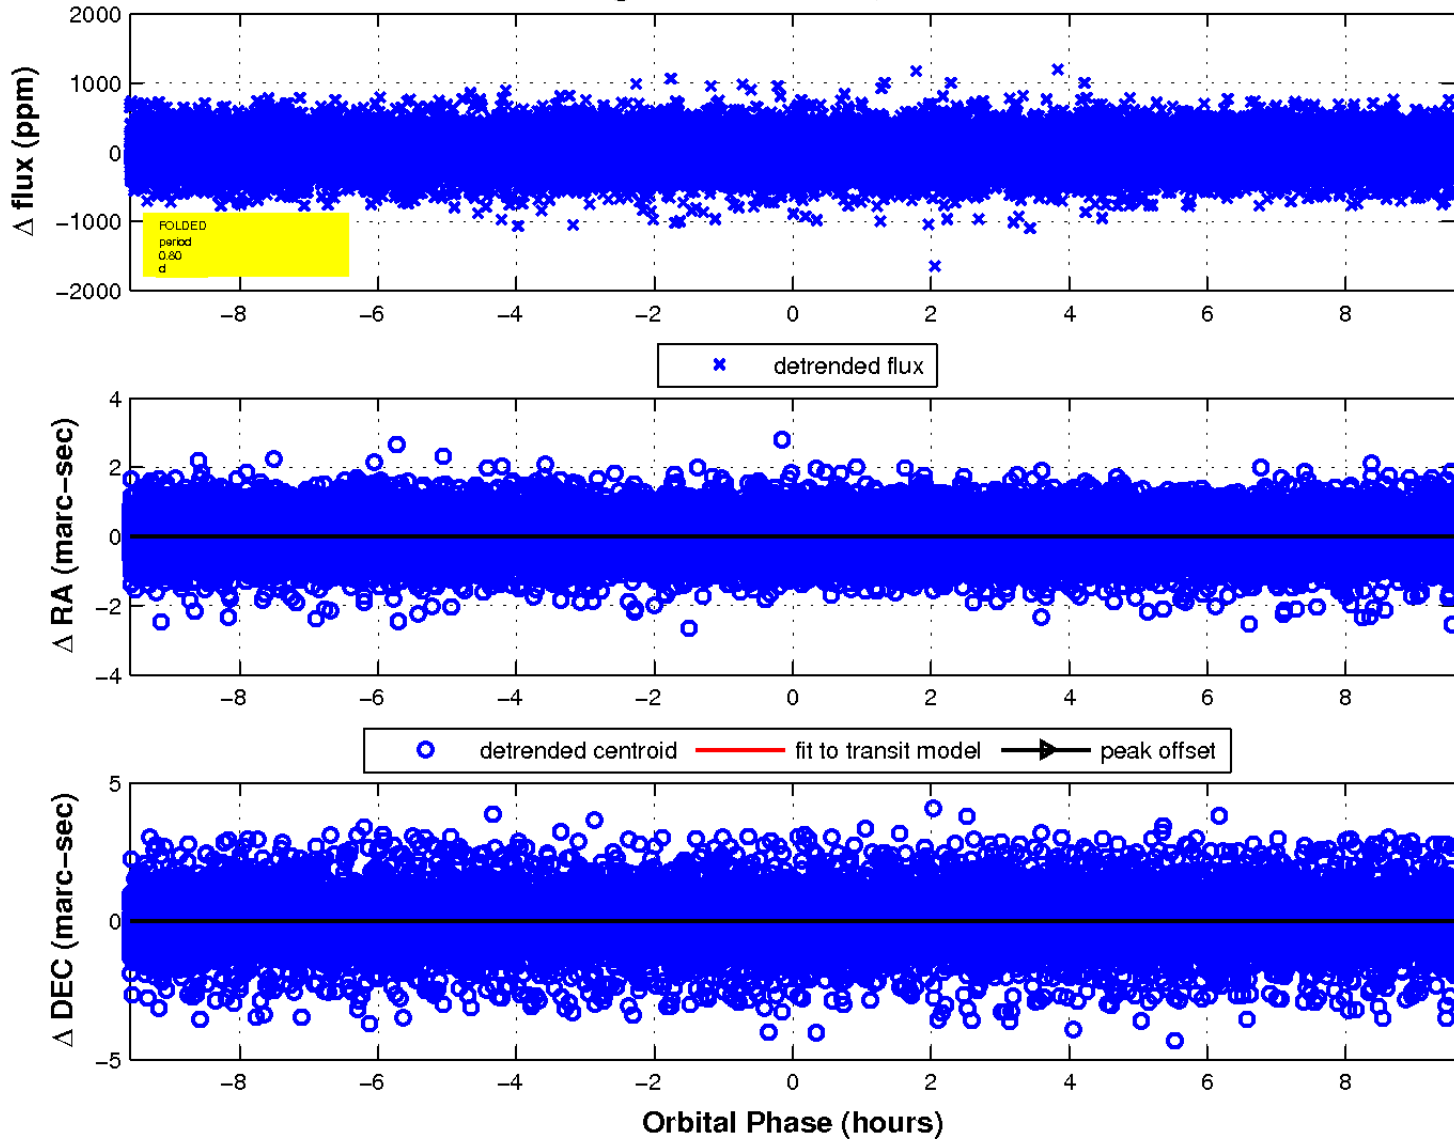 2000
1000
0
−1000
−2000
Δ flux (ppm)
FOLDED
period
0.80
d
−8 −6 −4 −2 0 2 4 6 8
detrended flux
4
2
0
−2
−4
Δ RA (marc−sec)
−8 −6 −4 −2 0 2 4 6 8
detrended centroid fit to transit model peak offset
5
0
−5
Δ DEC (marc−sec)
−8 −6 −4 −2 0 2 4 6 8
Orbital Phase (hours)